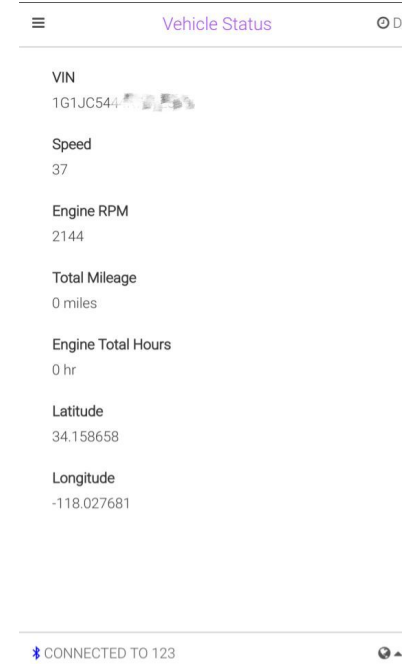 Vehicle Status
D
VIN
1G1JC544
Speed
37
Engine RPM
2144
Total Mileage
0 miles
Engine Total Hours
0 hr
Latitude
34.158658
Longitude
-118.027681
CONNECTED TO 123